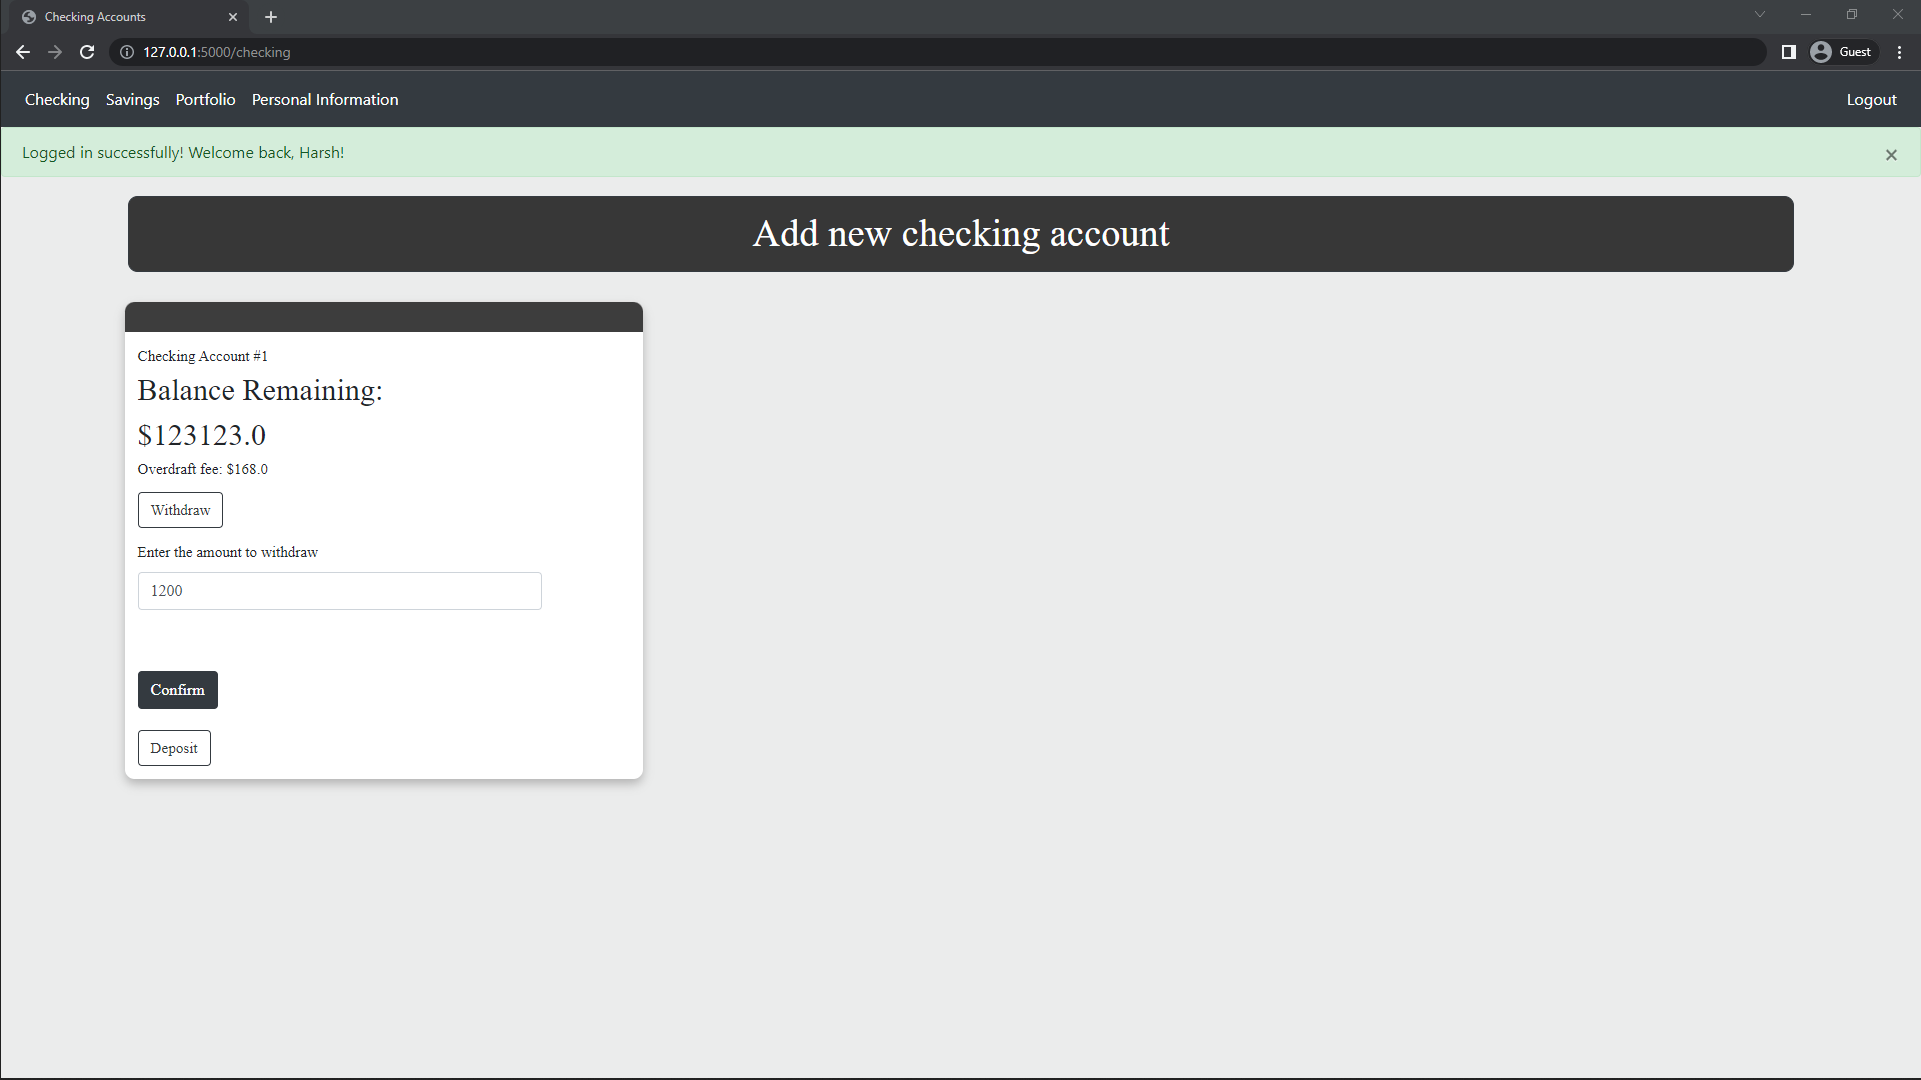 Checking Accounts
127.0.0.1:5000/checking
Guest
Checking Savings Portfolio Personal Information Logout
Logged in successfully! Welcome back, Harsh!
Add new checking account
Checking Account #1
Balance Remaining:
$123123.0
Overdraft fee: $168.0
Withdraw
Enter the amount to withdraw
1200
Confirm
Deposit